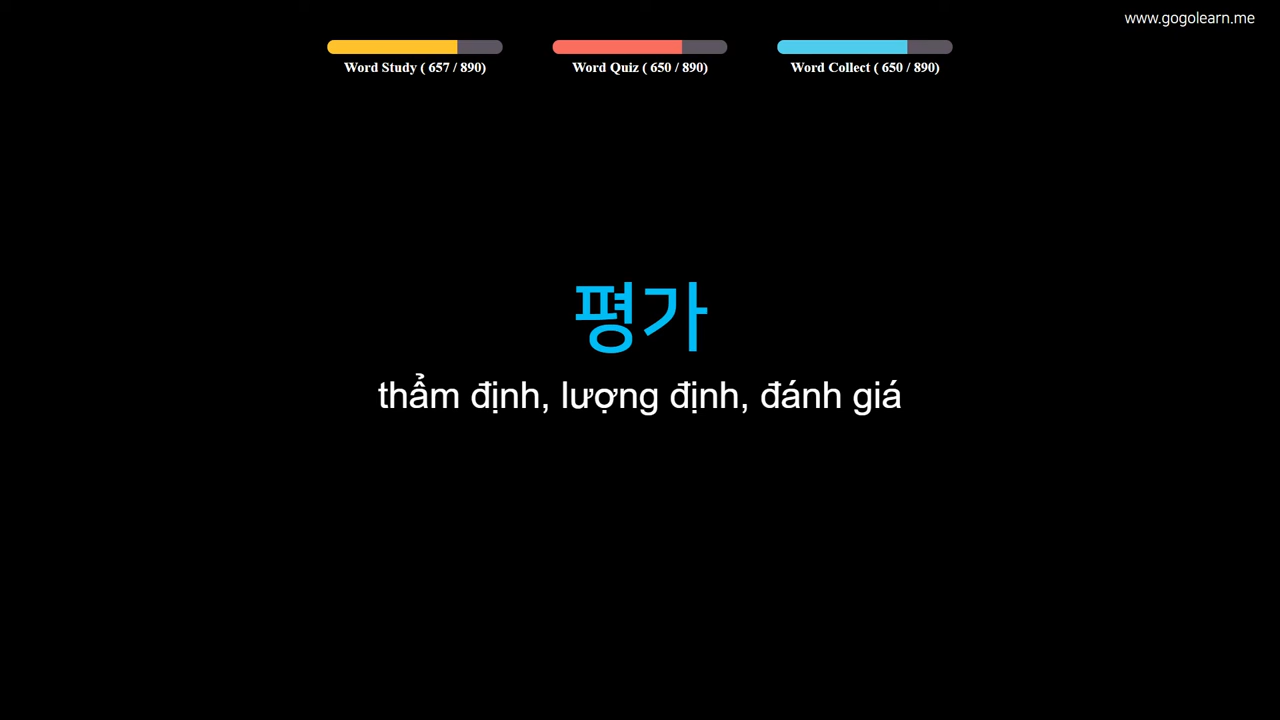 www.gogolearn.me
Word Study ( 657 / 890)
Word Quiz ( 650 / 890)
Word Collect ( 650 / 890)
평가
thẩm định, lượng định, đánh giá